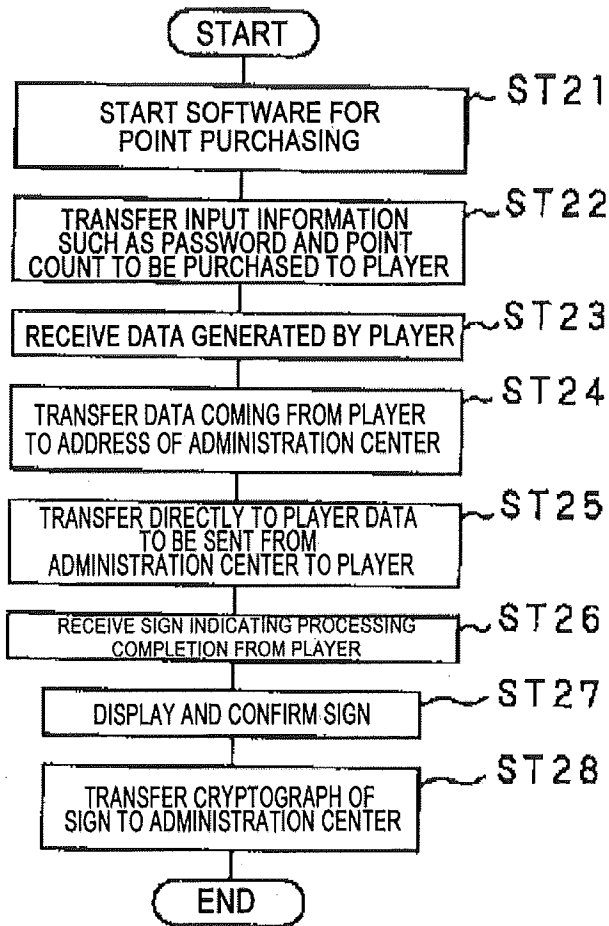 START
START SOFTWARE FOR
POINT PURCHASING
ST21
TRANSFER INPUT INFORMATION
SUCH AS PASSWORD AND POINT
COUNT TO BE PURCHASED TO PLAYER
ST22
RECEIVE DATA GENERATED BY PLAYER
ST23
TRANSFER DATA COMING FROM PLAYER
TO ADDRESS OF ADMINISTRATION CENTER
ST24
TRANSFER DIRECTLY TO PLAYER DATA
TO BE SENT FROM
ADMINISTRATION CENTER TO PLAYER
ST25
RECEIVE SIGN INDICATING PROCESSING
COMPLETION FROM PLAYER
ST26
DISPLAY AND CONFIRM SIGN
ST27
TRANSFER CRYPTOGRAPH OF
SIGN TO ADMINISTRATION CENTER
ST28
END